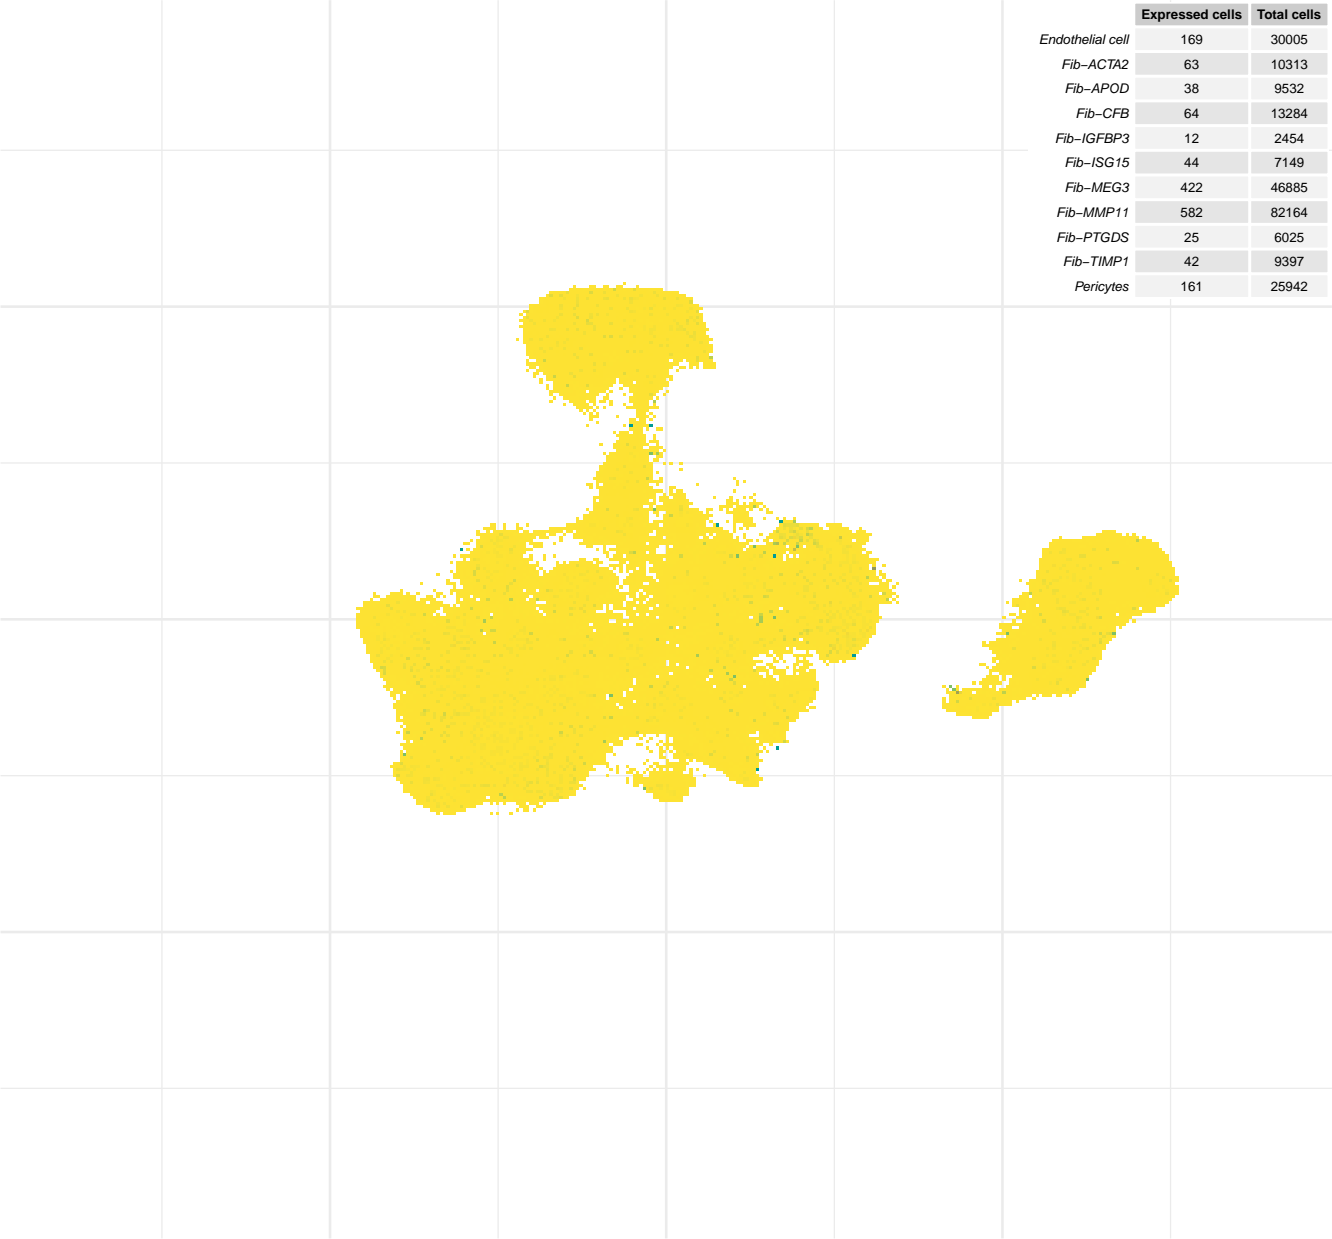 Expressed cells Total cells
Endothelial cell 169 30005
Fib−ACTA2 63 10313
Fib−APOD 38 9532
Fib−CFB 64 13284
Fib−IGFBP3 12 2454
Fib−ISG15 44 7149
Fib−MEG3 422 46885
Fib−MMP11 582 82164
Fib−PTGDS 25 6025
Fib−TIMP1 42 9397
Pericytes 161 25942